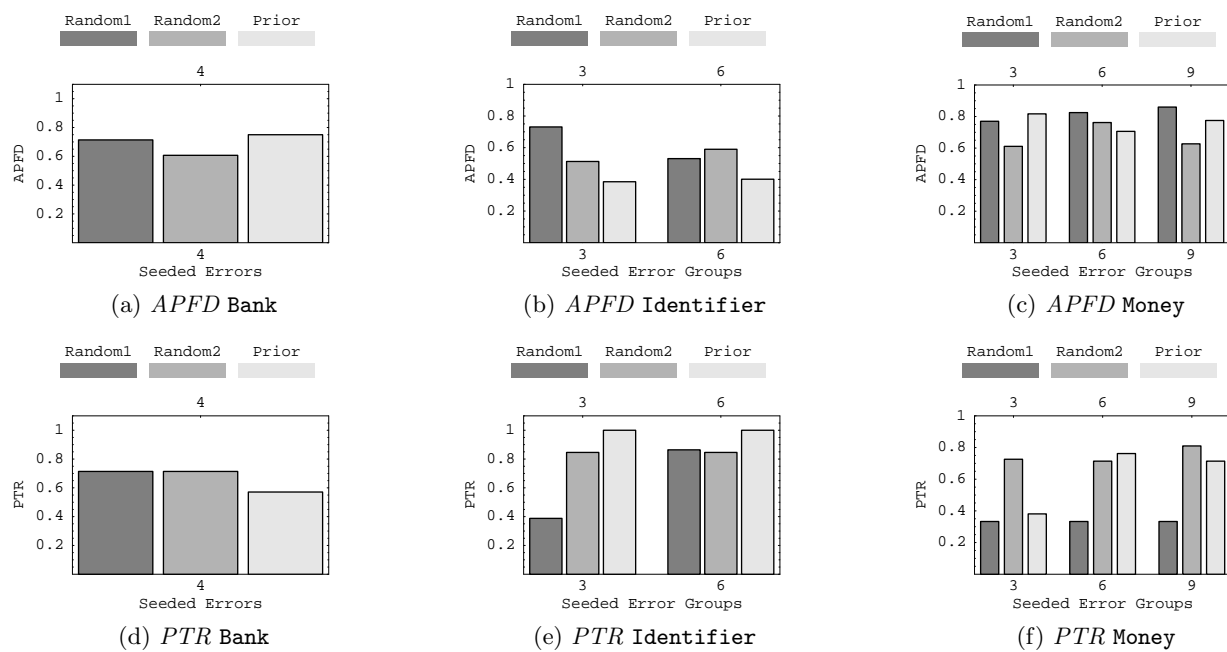 Random1 Random2 Prior
4
1
0.8
0.6
0.4
0.2
APFD
4
Seeded Errors
(a) APFD Bank
Random1 Random2 Prior
3 6
1
0.8
0.6
0.4
0.2
APFD
3 6
Seeded Error Groups
(b) APFD Identifier
Random1 Random2 Prior
3 6 9
1
0.8
0.6
0.4
0.2
APFD
3 6 9
Seeded Error Groups
(c) APFD Money
Random1 Random2 Prior
4
1
0.8
0.6
0.4
0.2
PTR
4
Seeded Errors
(d) PTR Bank
Random1 Random2 Prior
3 6
1
0.8
0.6
0.4
0.2
PTR
3 6
Seeded Error Groups
(e) PTR Identifier
Random1 Random2 Prior
3 6 9
1
0.8
0.6
0.4
0.2
PTR
3 6 9
Seeded Error Groups
(f) PTR Money